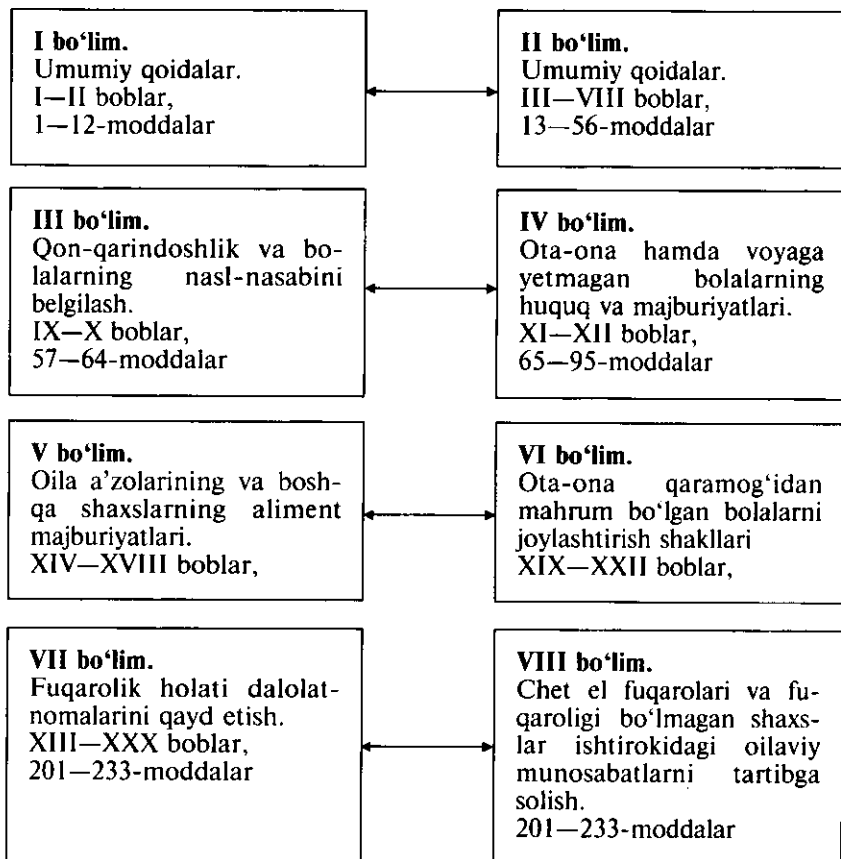 I bo‘lim.
Umumiy qoidalar.
I—II boblar,
1—12-moddalar
II bo‘lim.
Umumiy qoidalar.
III—VIII boblar,
13—56-moddalar
III bo‘lim.
Qon-qarindoshlik va bo-
lalarning nasl-nasabini
belgilash.
IX—X boblar,
57—64-moddalar
IV bo‘lim.
Ota-ona hamda voyaga
yetmagan bolalarning
huquq va majburiyatlari.
XI—XII boblar,
65—95-moddalar
V bo‘lim.
Oila a’zolarining va bosh-
qa shaxslarning aliment
majburiyatlari.
XIV—XVIII boblar,
VI bo‘lim.
Ota-ona qaramog‘idan
mahrum bo‘lgan bolalarni
joylashtirish shakllari
XIX—XXII boblar,
VII bo‘lim.
Fuqarolik holati dalolat-
nomalarini qayd etish.
XIII—XXX boblar,
201—233-moddalar
VIII bo‘lim.
Chet el fuqarolari va fu-
qaroligi bo‘lmagan shaxs-
lar ishtirokidagi oilaviy
munosabatlarni tartibga
solish.
201—233-moddalar